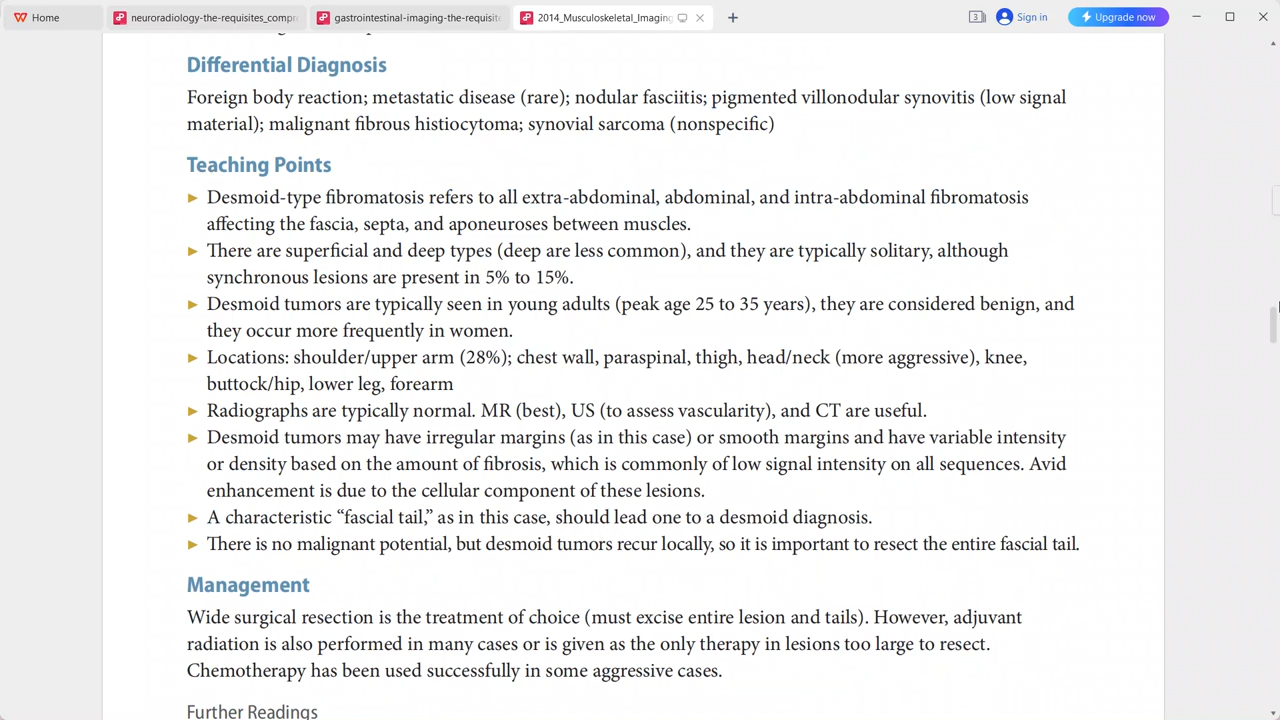 Home
neuroradiology-the-requisites_compr
gastrointestinal-imaging-the-requisite
2014_Musculoskeletal_Imaging
3
Sign in
Upgrade now
Differential Diagnosis
Foreign body reaction; metastatic disease (rare); nodular fasciitis; pigmented villonodular synovitis (low signal
material); malignant fibrous histiocytoma; synovial sarcoma (nonspecific)
Teaching Points
► Desmoid-type fibromatosis refers to all extra-abdominal, abdominal, and intra-abdominal fibromatosis
affecting the fascia, septa, and aponeuroses between muscles.
► There are superficial and deep types (deep are less common), and they are typically solitary, although
synchronous lesions are present in 5% to 15%.
► Desmoid tumors are typically seen in young adults (peak age 25 to 35 years), they are considered benign, and
they occur more frequently in women.
► Locations: shoulder/upper arm (28%); chest wall, paraspinal, thigh, head/neck (more aggressive), knee,
buttock/hip, lower leg, forearm
► Radiographs are typically normal. MR (best), US (to assess vascularity), and CT are useful.
► Desmoid tumors may have irregular margins (as in this case) or smooth margins and have variable intensity
or density based on the amount of fibrosis, which is commonly of low signal intensity on all sequences. Avid
enhancement is due to the cellular component of these lesions.
► A characteristic “fascial tail,” as in this case, should lead one to a desmoid diagnosis.
► There is no malignant potential, but desmoid tumors recur locally, so it is important to resect the entire fascial tail.
Management
Wide surgical resection is the treatment of choice (must excise entire lesion and tails). However, adjuvant
radiation is also performed in many cases or is given as the only therapy in lesions too large to resect.
Chemotherapy has been used successfully in some aggressive cases.
Further Readings